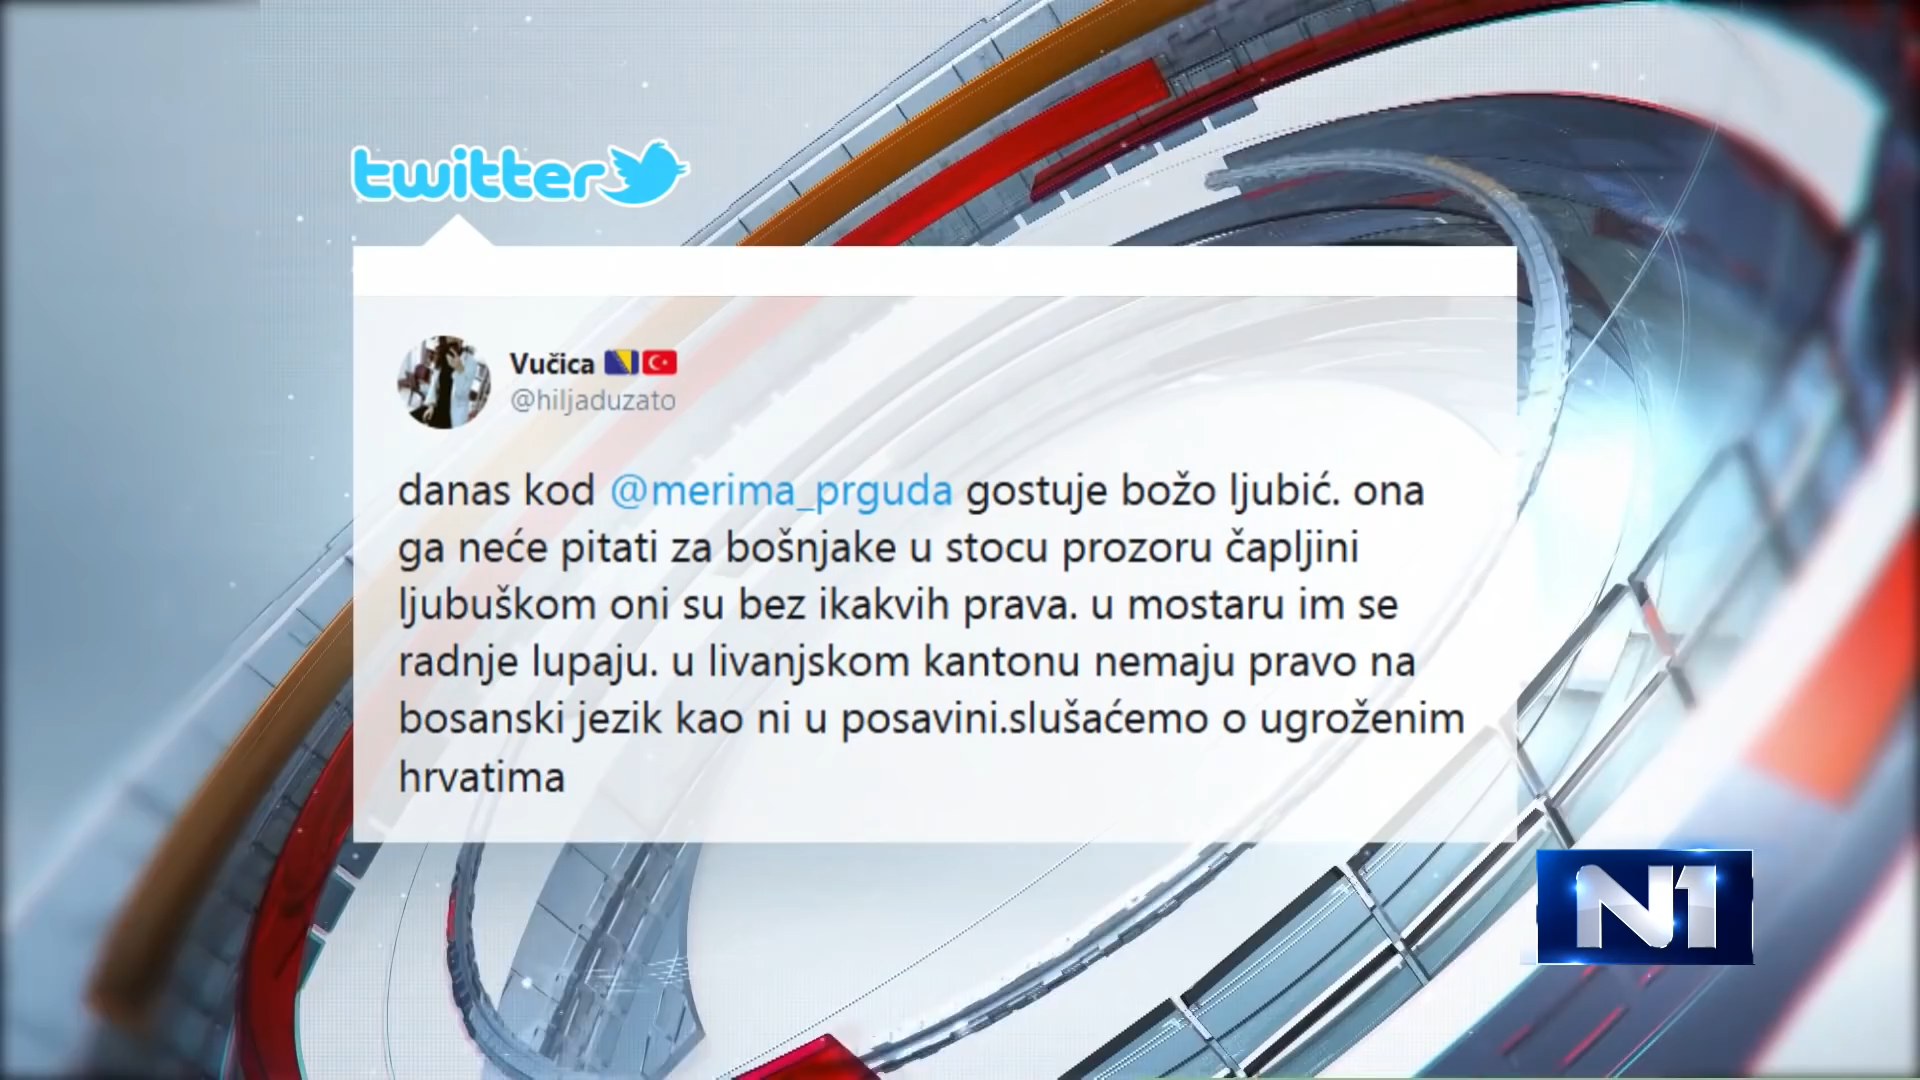 twitter
Vučica
@hiljaduzato
danas kod @merima_prguda gostuje božo ljubić. ona
ga neće pitati za bošnjake u stocu prozoru čapljini
ljubuškom oni su bez ikakvih prava. u mostaru im se
radnje lupaju. u livanjskom kantonu nemaju pravo na
bosanski jezik kao ni u posavini.slušaćemo o ugroženim
hrvatima
N1